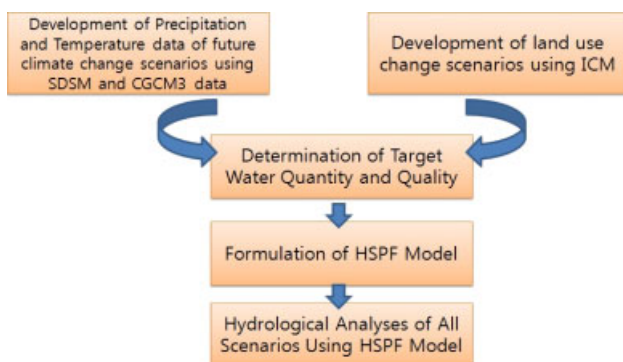 Development of Precipitation
and Temperature data of future
climate change scenarios using
SDSM and CGCM3 data
Development of land use
change scenarios using ICM
Determination of Target
Water Quantity and Quality
Formulation of HSPF Model
Hydrological Analyses of All
Scenarios Using HSPF Model